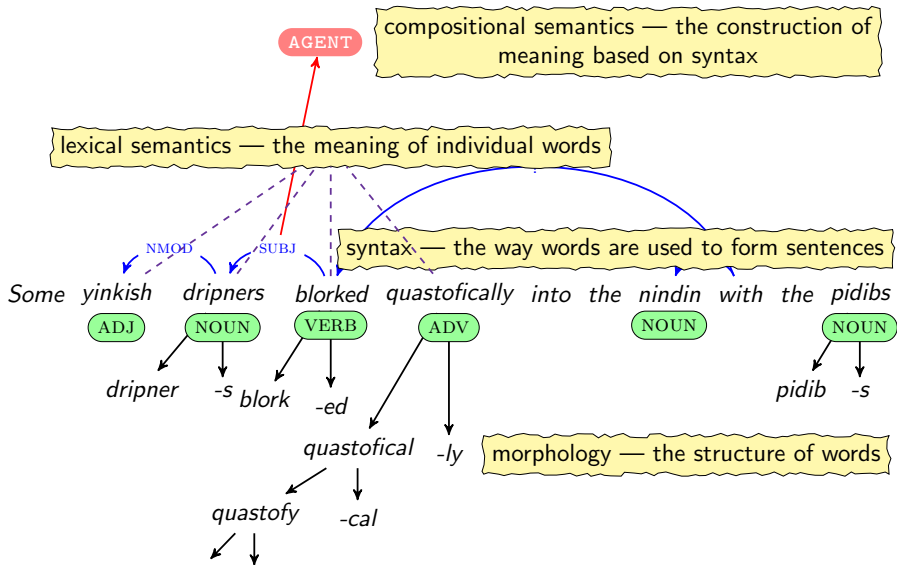 AGENT
compositional semantics — the construction of
meaning based on syntax
lexical semantics — the meaning of individual words
NMOD SUBJ
syntax — the way words are used to form sentences
Some yinkish dripners blorked quastofically into the nindin with the pidibs
ADJ NOUN VERB ADV NOUN NOUN
dripner -s blork -ed pidib -s
quastofical -ly
morphology — the structure of words
quastofy -cal